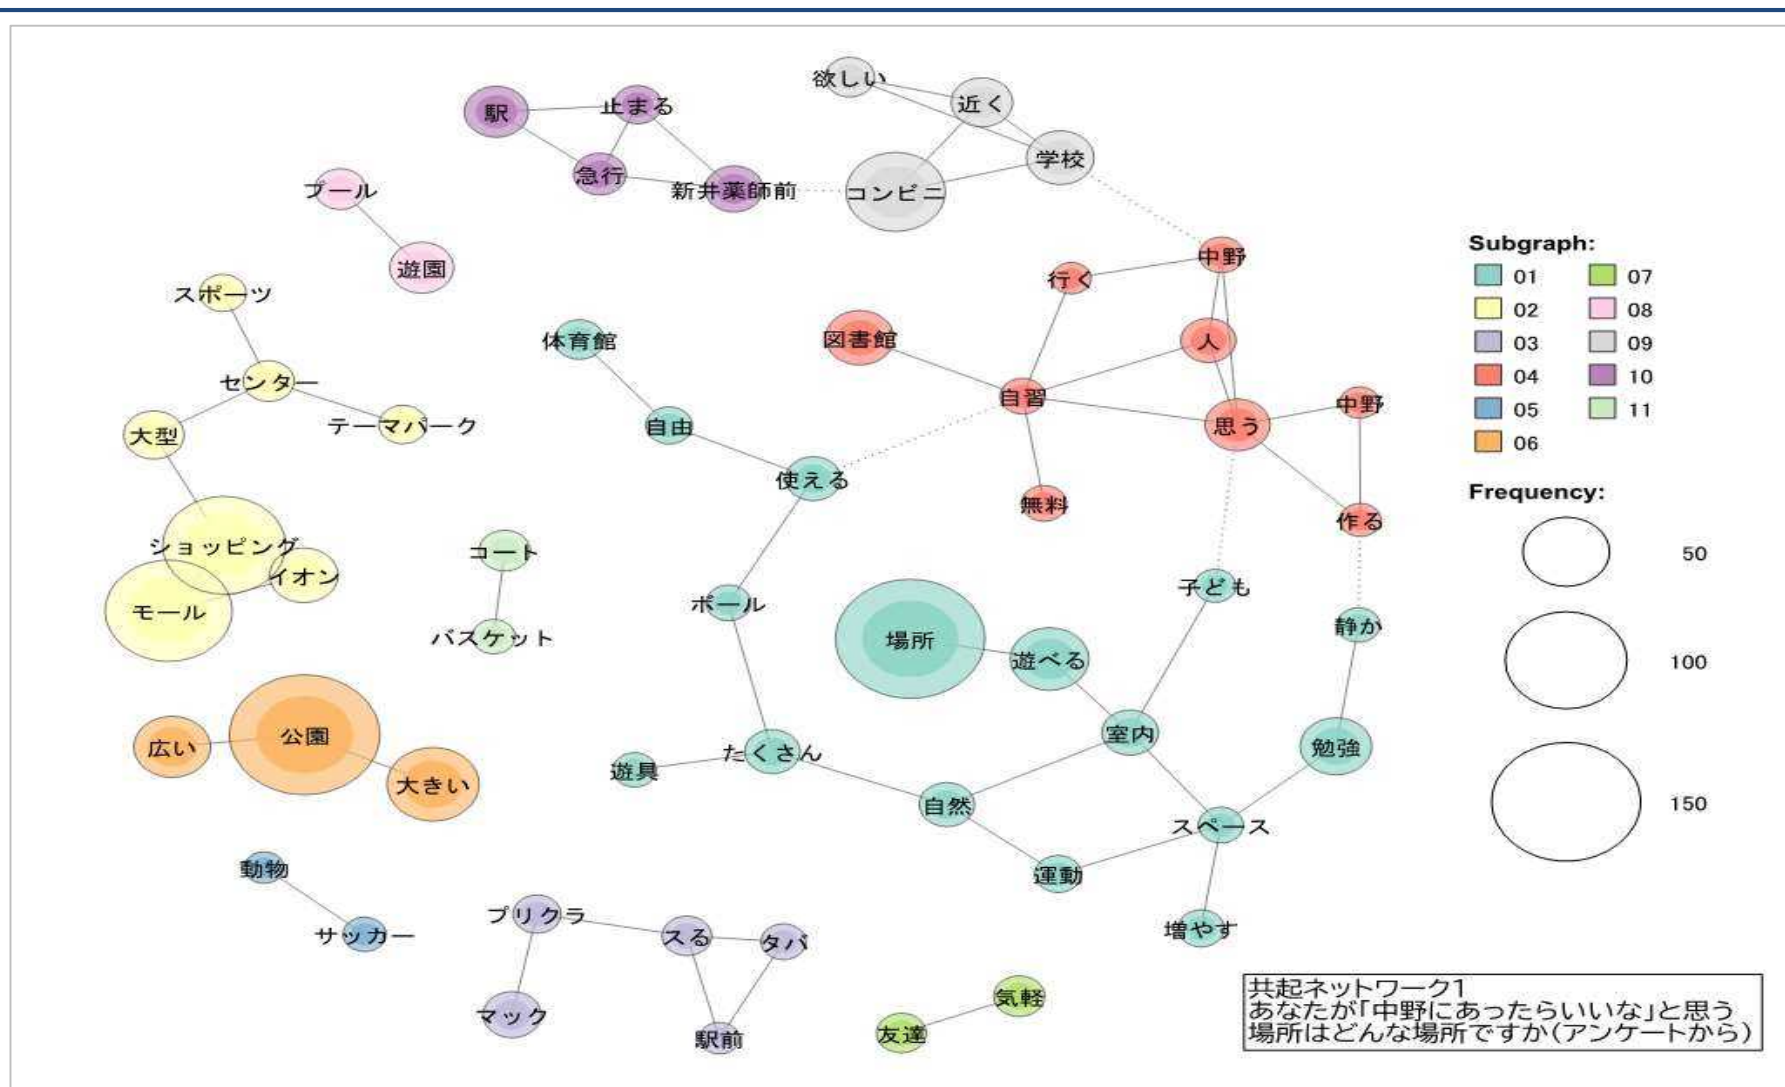 欲しい
近く
駅
止まる
学校
急行
新井薬師前
コンビニ
プール
遊園
スポーツ
センター
テーマパーク
大型
ショッピング
イオン
モール
体育館
自由
使える
図書館
行く
中野
人
自習
思う
中野
無料
作る
コート
バスケット
ボール
場所
遊べる
子ども
静か
室内
勉強
広い
公園
大きい
遊具
たくさん
自然
スペース
運動
増やす
動物
サッカー
プリクラ
スる
タバ
マック
駅前
気軽
友達
Subgraph:
01 07
02 08
03 09
04 10
05 11
06
Frequency:
50
100
150
共起ネットワーク1
あなたが「中野にあったらいいな」と思う
場所はどんな場所ですか(アンケートから)